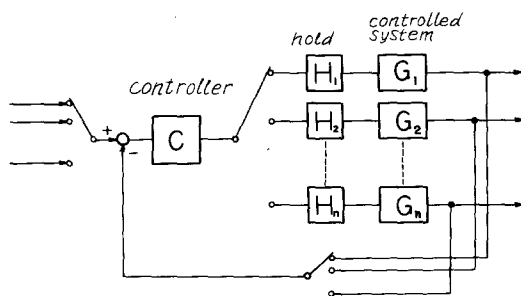 controlled
system
hold
controller
H₁ G₁
H₂ G₂
+
-
C
Hₙ Gₙ